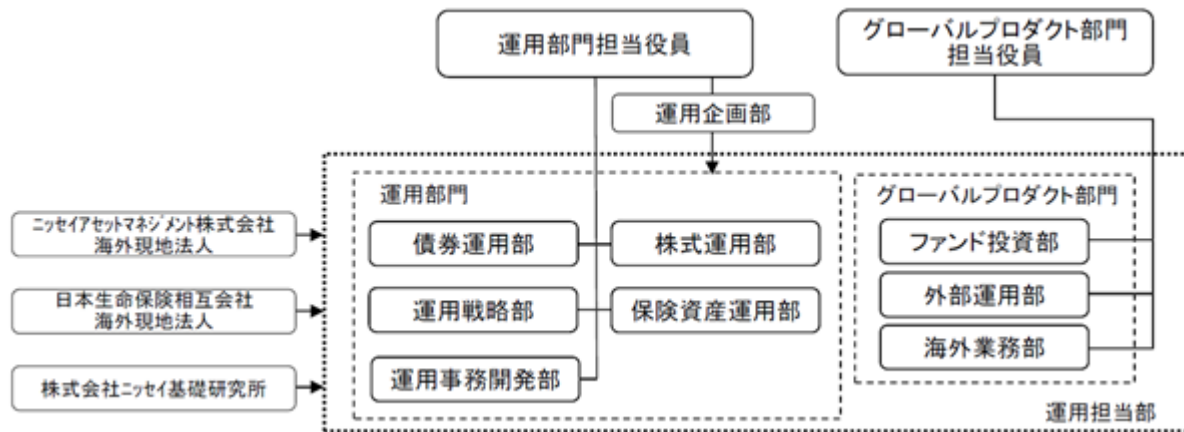 運用部門担当役員
グローバルプロダクト部門
担当役員
運用企画部
運用部門
グローバルプロダクト部門
ニッセイアセットマネジメント株式会社
海外現地法人
債券運用部
株式運用部
ファンド投資部
日本生命保険相互会社
海外現地法人
運用戦略部
保険資産運用部
外部運用部
海外業務部
株式会社ニッセイ基礎研究所
運用事務開発部
運用担当部